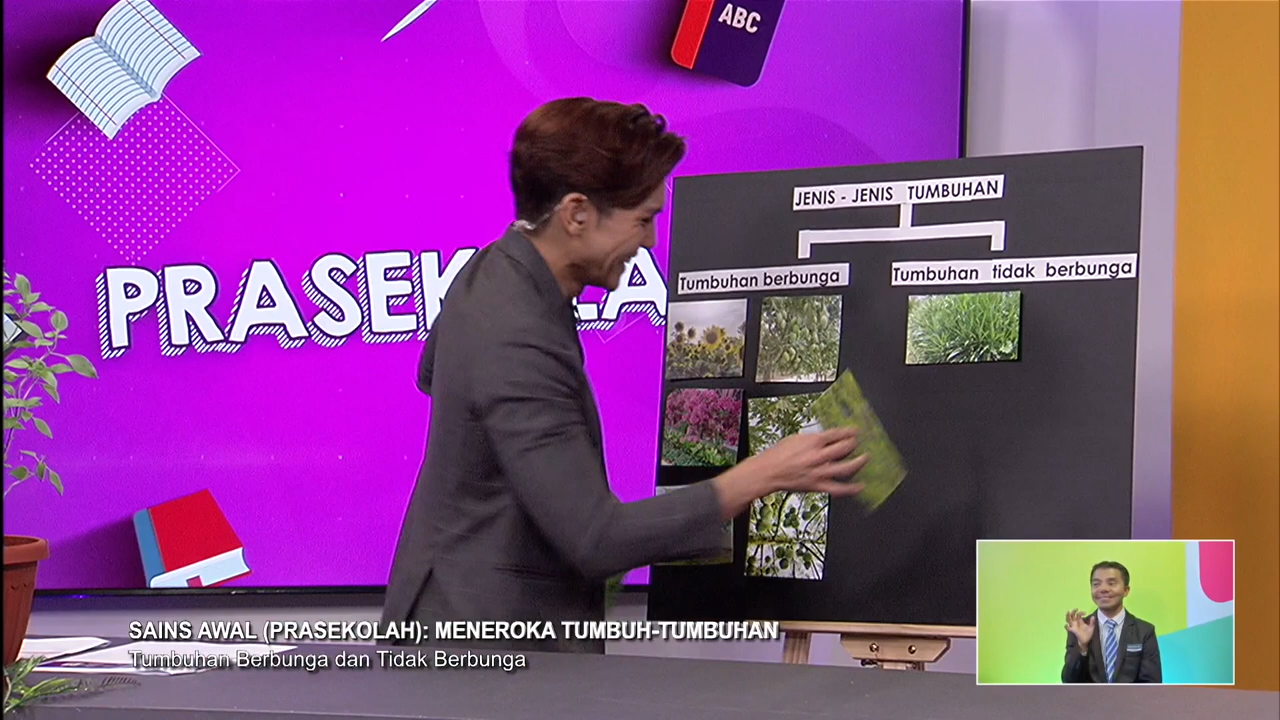 ABC
PRASEKOLA
JENIS - JENIS TUMBUHAN
Tumbuhan berbunga
Tumbuhan tidak berbunga
SAINS AWAL (PRASEKOLAH): MENEROKA TUMBUH-TUMBUHAN
Tumbuhan Berbunga dan Tidak Berbunga